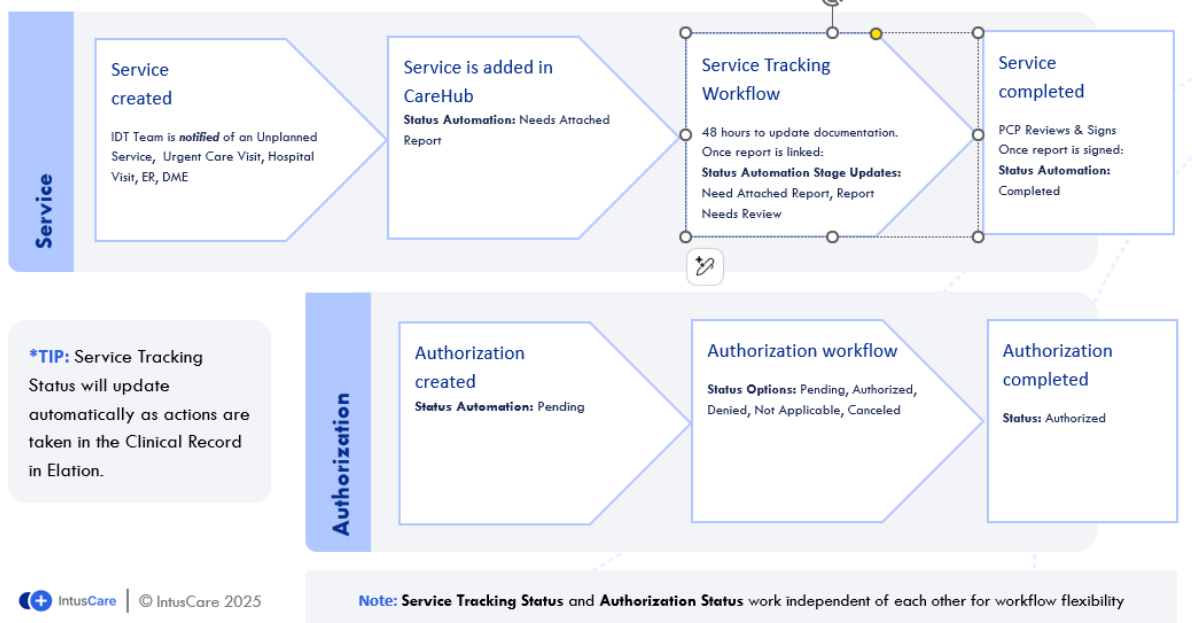 Service
Service
created
IDT Team is notified of an Unplanned
Service, Urgent Care Visit, Hospital
Visit, ER, DME
Service is added in
CareHub
Status Automation: Needs Attached
Report
Service Tracking
Workflow
48 hours to update documentation.
Once report is linked:
Status Automation Stage Updates:
Need Attached Report, Report
Needs Review
Service
completed
PCP Reviews & Signs
Once report is signed:
Status Automation:
Completed
*TIP: Service Tracking
Status will update
automatically as actions are
taken in the Clinical Record
in Elation.
Authorization
Authorization
created
Status Automation: Pending
Authorization workflow
Status Options: Pending, Authorized,
Denied, Not Applicable, Canceled
Authorization
completed
Status: Authorized
IntusCare
© IntusCare 2025
Note: Service Tracking Status and Authorization Status work independent of each other for workflow flexibility